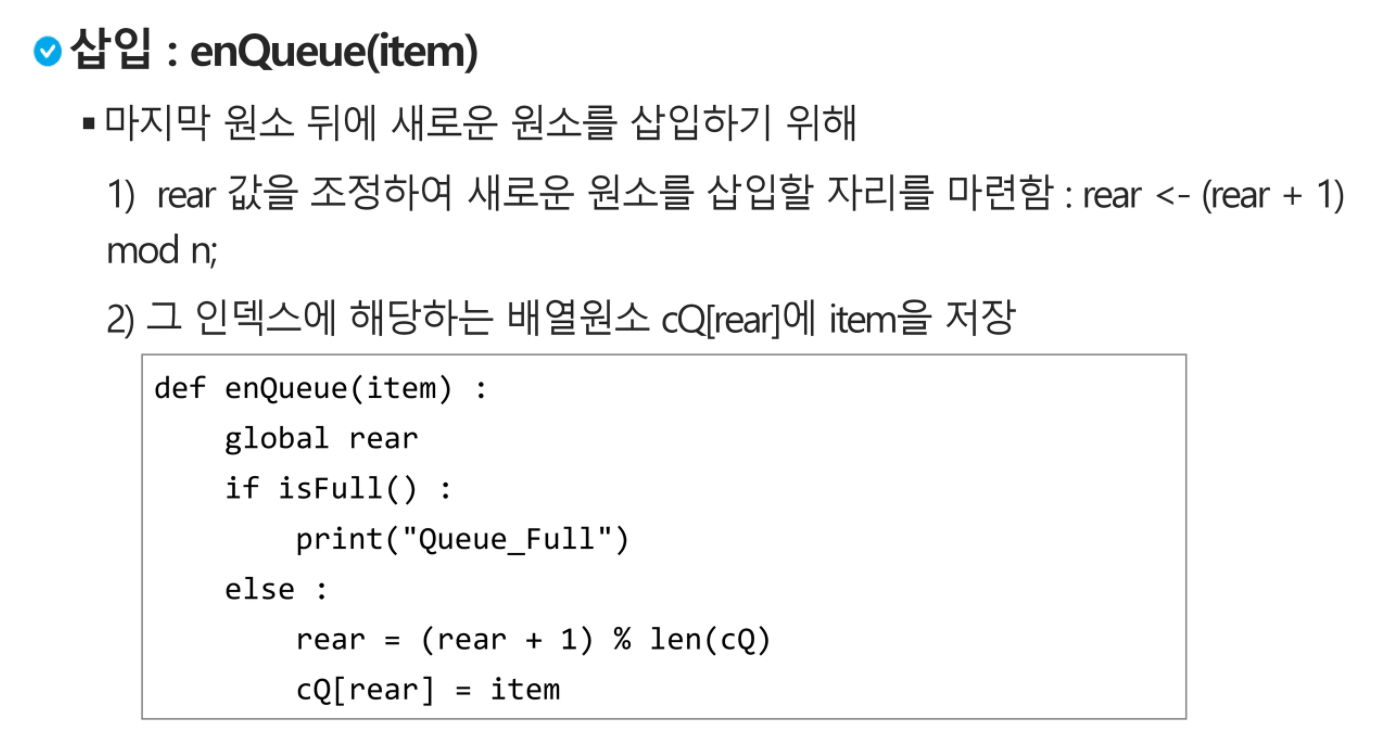 삽입 : enQueue(item)
마지막 원소 뒤에 새로운 원소를 삽입하기 위해
1) rear 값을 조정하여 새로운 원소를 삽입할 자리를 마련함 : rear <- (rear + 1)
mod n;
2) 그 인덱스에 해당하는 배열원소 cQ[rear]에 item을 저장
def enQueue(item) :
    global rear
    if isFull() :
        print("Queue_Full")
    else :
        rear = (rear + 1) % len(cQ)
        cQ[rear] = item